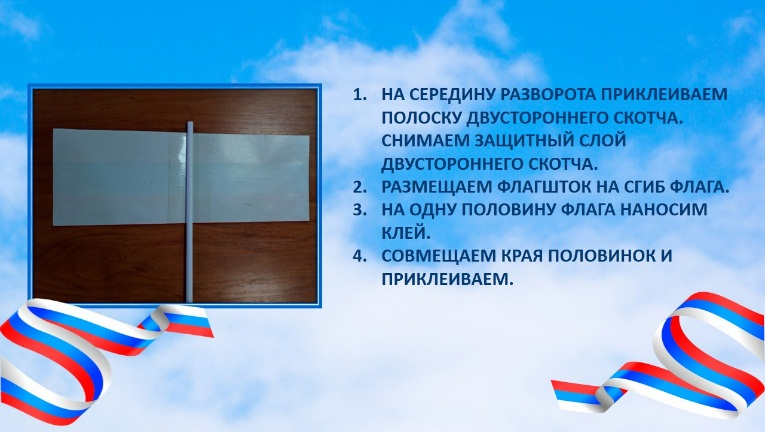 1. НА СЕРЕДИНУ РАЗВОРОТА ПРИКЛЕИВАЕМ
ПОЛОСКУ ДВУСТОРОННЕГО СКОТЧА.
СНИМАЕМ ЗАЩИТНЫЙ СЛОЙ
ДВУСТОРОННЕГО СКОТЧА.
2. РАЗМЕЩАЕМ ФЛАГШТОК НА СГИБ ФЛАГА.
3. НА ОДНУ ПОЛОВИНУ ФЛАГА НАНОСИМ
КЛЕЙ.
4. СОВМЕЩАЕМ КРАЯ ПОЛОВИНОК И
ПРИКЛЕИВАЕМ.